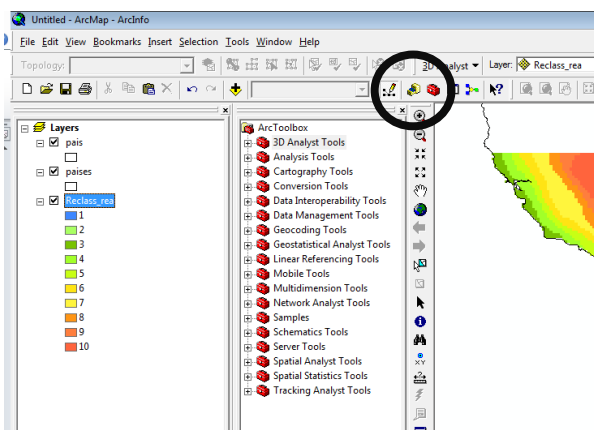 Untitled - ArcMap - ArcInfo
File Edit View Bookmarks Insert Selection Tools Window Help
Topology:
3D Analyst
Layer:
Reclass_rea
Layers
pais
paises
Reclass_rea
1
2
3
4
5
6
7
8
9
10
ArcToolbox
3D Analyst Tools
Analysis Tools
Cartography Tools
Conversion Tools
Data Interoperability Tools
Data Management Tools
Geocoding Tools
Geostatistical Analyst Tools
Linear Referencing Tools
Mobile Tools
Multidimension Tools
Network Analyst Tools
Samples
Schematics Tools
Server Tools
Spatial Analyst Tools
Spatial Statistics Tools
Tracking Analyst Tools
XY